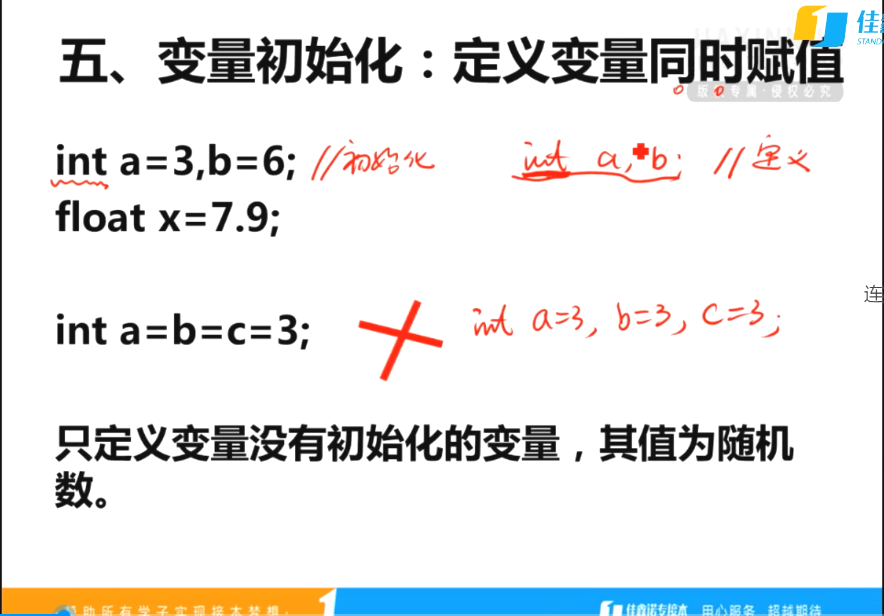 佳
STAND
五、变量初始化：定义变量同时赋值
专属·侵权必究
int a=3,b=6; //初始化 int a, b; //定义
float x=7.9;
连
int a=b=c=3; int a=3, b=3, c=3;
只定义变量没有初始化的变量，其值为随机
数。
助所有学子实现接本梦想·
佳鑫诺专接本 用心服务 超越期待